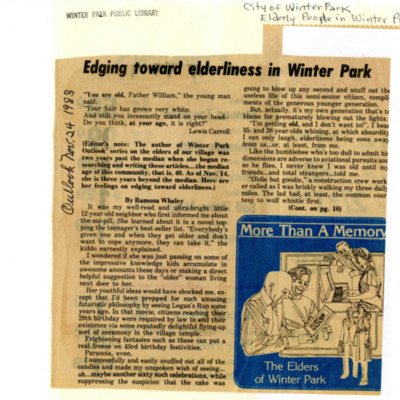 WINTER PARK PUBLIC LIBRARY
City of Winter Park
Elderly People in Winter P
Outlook Nov. 24 1983
Edging toward elderliness in Winter Park
"You are old, Father William," the young man
said.
"Your hair has grown very white.
And still you incessantly stand on your head.
Do you think, at your age, it is right?"
Lewis Carroll
(Editor's note: The author of Winter Park
Outlook series on the elders of our village was
two years past the median when she began re-
searching and writing these articles...the median
age of this community, that is. 40. As of Nov. 14,
she is three years beyond the median. Here are
her feelings on edging toward elderliness.)
By Ramona Whaley
It was my well-read and ultra-bright little
12-year-old neighbor who first informed me about
the sui-pill. She learned about it in a novel top-
ping the teenager's best-seller list. "Everybody's
given one and when they get older and don't
want to cope anymore, they can take it," the
kiddo earnestly explained.
I wondered if she was just passing on some of
the impressive knowledge kids accumulate in
awesome amounts these days or making a direct
helpful suggestion to the "older" woman living
next door to her.
Her youthful ideas would have shocked me, ex-
cept that I'd been prepped for such amazing
futuristic philosophy by seeing Logan's Run some
years ago. In that movie, citizens reaching their
29th birthday were required by law to end their
existence via some reputedly delightful flying up
sort of ceremony in the village temple.
Frightening fantasies such as these can put a
real freeze on 43rd birthday festivities.
Paranoia, even.
I successfully and easily snuffed out all of the
candles and made my unspoken wish of seeing...
oh...maybe another sixty such celebrations, while
suppressing the suspicion that the cake was
going to blow up any second and snuff out the
useless life of this semi-senior citizen, compli-
ments of the generous younger generation.
But, actually, it's my own generation that's to
blame for prematurely blowing out the lights.
"I'm getting old, and I don't want to!", I hear
35- and 38-year-olds whining, at which absurdity
I can only laugh, elderliness being eons away
from us...or, at least, from me.
Like the bumblebee who's too dull to admit his
dimensions are adverse to aviational pursuits and
so he flies, I never knew I was old until my
friends...and total strangers...told me.
"Oldie but goodie," a construction crew work-
er called as I was briskly walking my three daily
miles. The lad had, at least, the common cour-
tesy to wolf whistle first.
(Cont. on pg. 16)
More Than A Memory
The Elders
of Winter Park